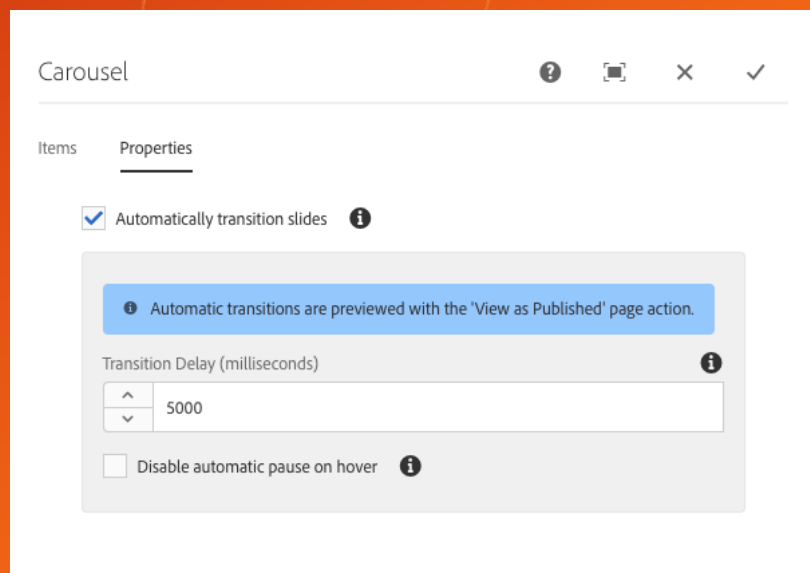 Carousel
Items Properties
Automatically transition slides
Automatic transitions are previewed with the 'View as Published' page action.
Transition Delay (milliseconds)
5000
Disable automatic pause on hover